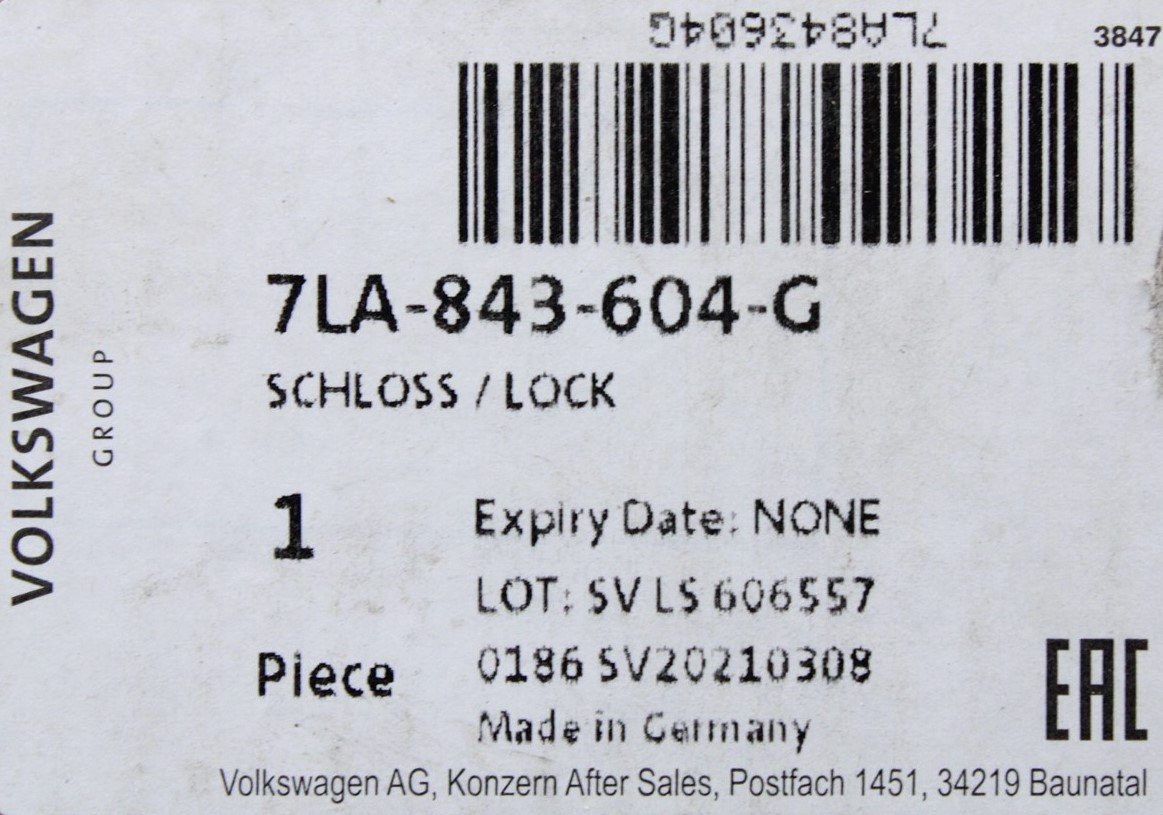 7LA843604G
3847
7LA-843-604-G
SCHLOSS / LOCK
VOLKSWAGEN
GROUP
1
Expiry Date: NONE
LOT: SV LS 606557
Piece
0186 SV20210308
Made in Germany
EAC
Volkswagen AG, Konzern After Sales, Postfach 1451, 34219 Baunatal